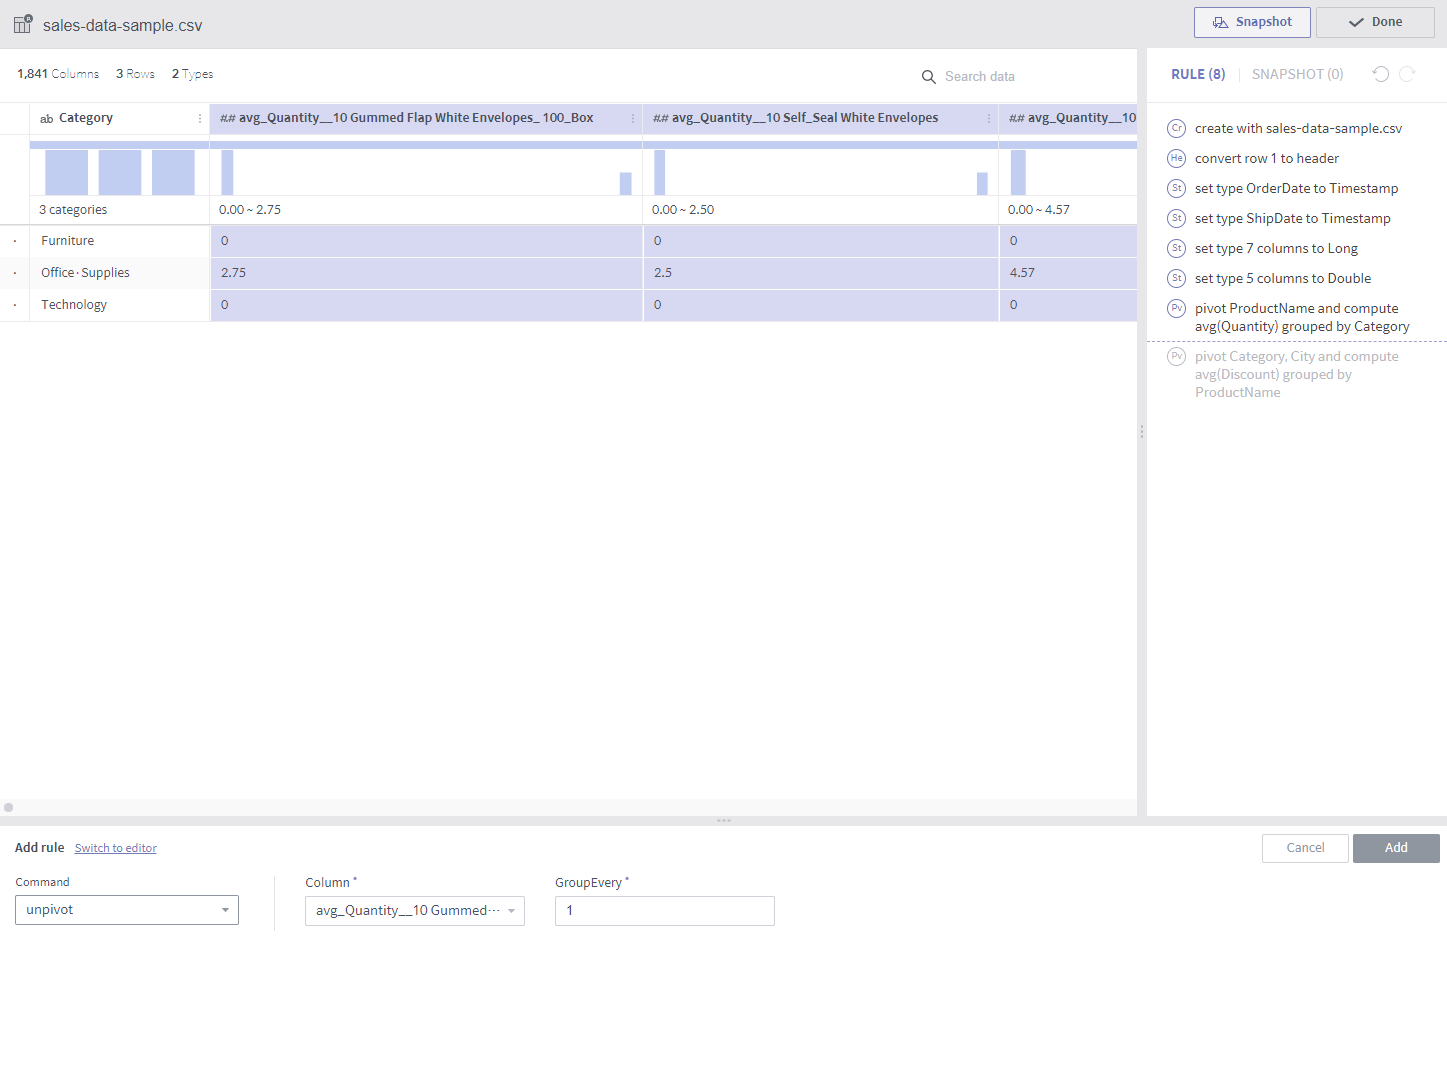 sales-data-sample.csv
Snapshot
Done
1,841 Columns 3 Rows 2 Types
Search data
RULE (8) SNAPSHOT (0)
ab Category
## avg_Quantity__10 Gummed Flap White Envelopes_ 100_Box
## avg_Quantity__10 Self_Seal White Envelopes
## avg_Quantity__10
3 categories
0.00 ~ 2.75
0.00 ~ 2.50
0.00 ~ 4.57
Furniture 0 0 0
Office·Supplies 2.75 2.5 4.57
Technology 0 0 0
Cr create with sales-data-sample.csv
He convert row 1 to header
St set type OrderDate to Timestamp
St set type ShipDate to Timestamp
St set type 7 columns to Long
St set type 5 columns to Double
Pv pivot ProductName and compute
avg(Quantity) grouped by Category
Pv pivot Category, City and compute
avg(Discount) grouped by
ProductName
Add rule Switch to editor
Cancel
Add
Command
unpivot
Column *
avg_Quantity__10 Gummed···
GroupEvery *
1